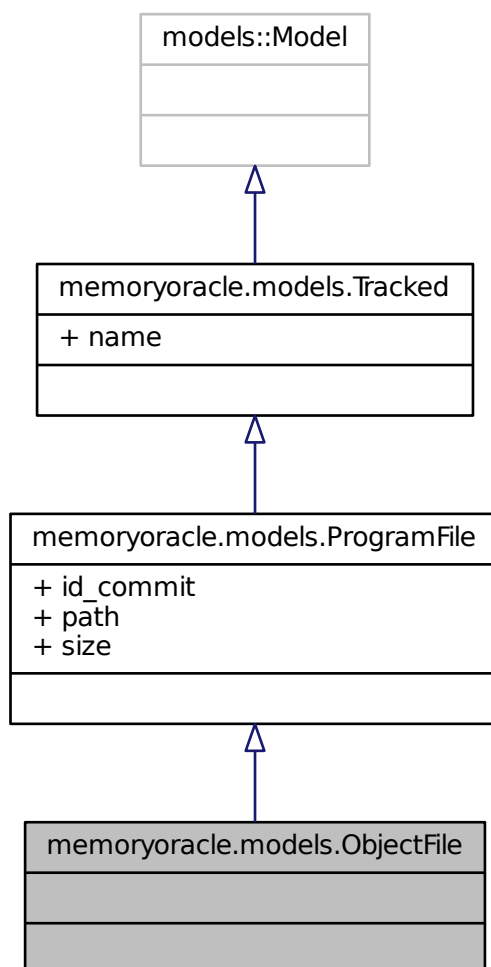 models::Model
memoryoracle.models.Tracked
+ name
memoryoracle.models.ProgramFile
+ id_commit
+ path
+ size
memoryoracle.models.ObjectFile